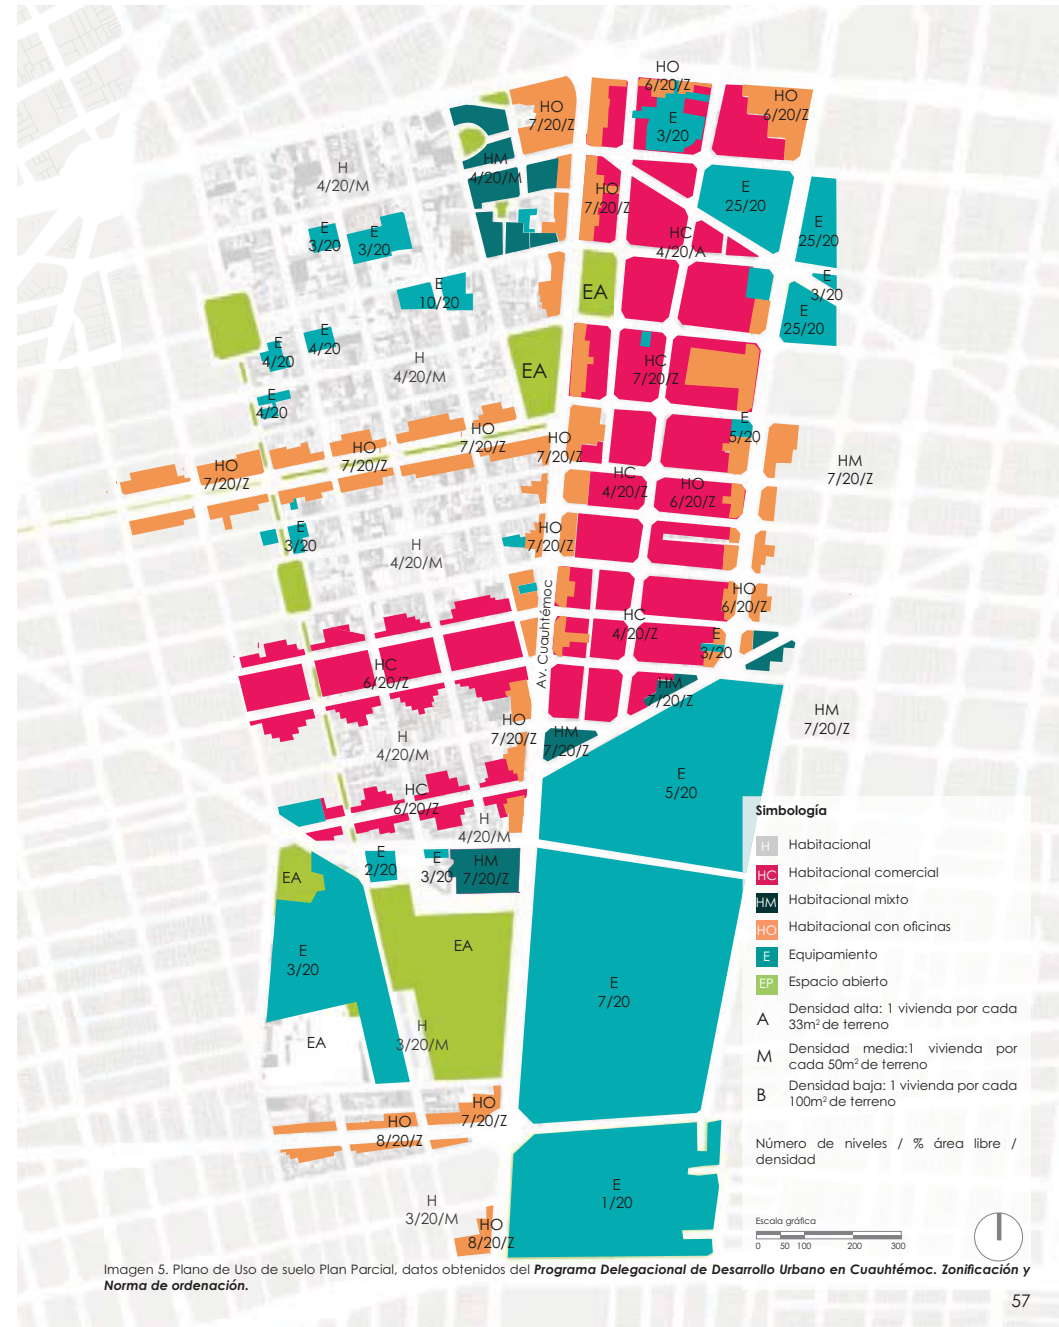 HO
6/20/Z
HO
6/20/Z
HO
7/20/Z
E
3/20
HM
4/20/M
H
4/20/M
HO
7/20/Z
E
25/20
E
25/20
E
3/20
E
3/20
HC
4/20/A
E
3/20
E
10/20
EA
E
25/20
E
4/20
E
4/20
H
4/20/M
EA
HC
7/20/Z
E
4/20
E
5/20
HO
7/20/Z
HO
7/20/Z
HO
7/20/Z
HO
7/20/Z
HM
7/20/Z
HC
4/20/Z
HO
6/20/Z
E
3/20
HO
7/20/Z
H
4/20/M
Av. Cuauhtémoc
HO
6/20/Z
HC
4/20/Z
E
3/20
HC
6/20/Z
HM
7/20/Z
HM
7/20/Z
HO
7/20/Z
HM
7/20/Z
H
4/20/M
E
5/20
HC
6/20/Z
H
4/20/M
E
2/20
E
3/20
HM
7/20/Z
EA
EA
E
3/20
E
7/20
H
3/20/M
EA
HO
7/20/Z
HO
8/20/Z
E
1/20
H
3/20/M
HO
8/20/Z
Simbología
H Habitacional
HC Habitacional comercial
HM Habitacional mixto
HO Habitacional con oficinas
E Equipamiento
EP Espacio abierto
A Densidad alta: 1 vivienda por cada
33m² de terreno
M Densidad media:1 vivienda por
cada 50m² de terreno
B Densidad baja: 1 vivienda por cada
100m² de terreno
Número de niveles / % área libre /
densidad
Escala gráfica
0 50 100 200 300
Imagen 5. Plano de Uso de suelo Plan Parcial, datos obtenidos del Programa Delegacional de Desarrollo Urbano en Cuauhtémoc. Zonificación y
Norma de ordenación.
57